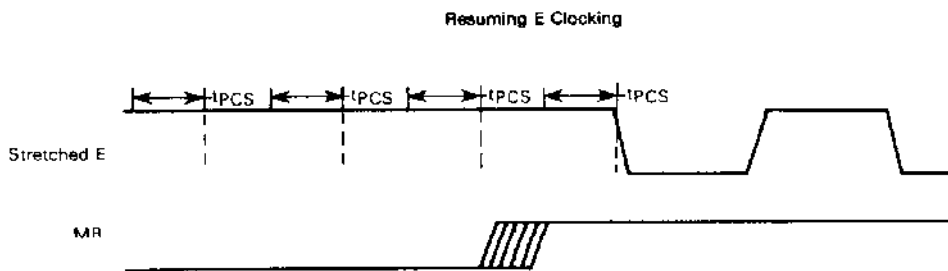 Resuming E Clocking
tPCS tPCS tPCS tPCS
Stretched E
MR